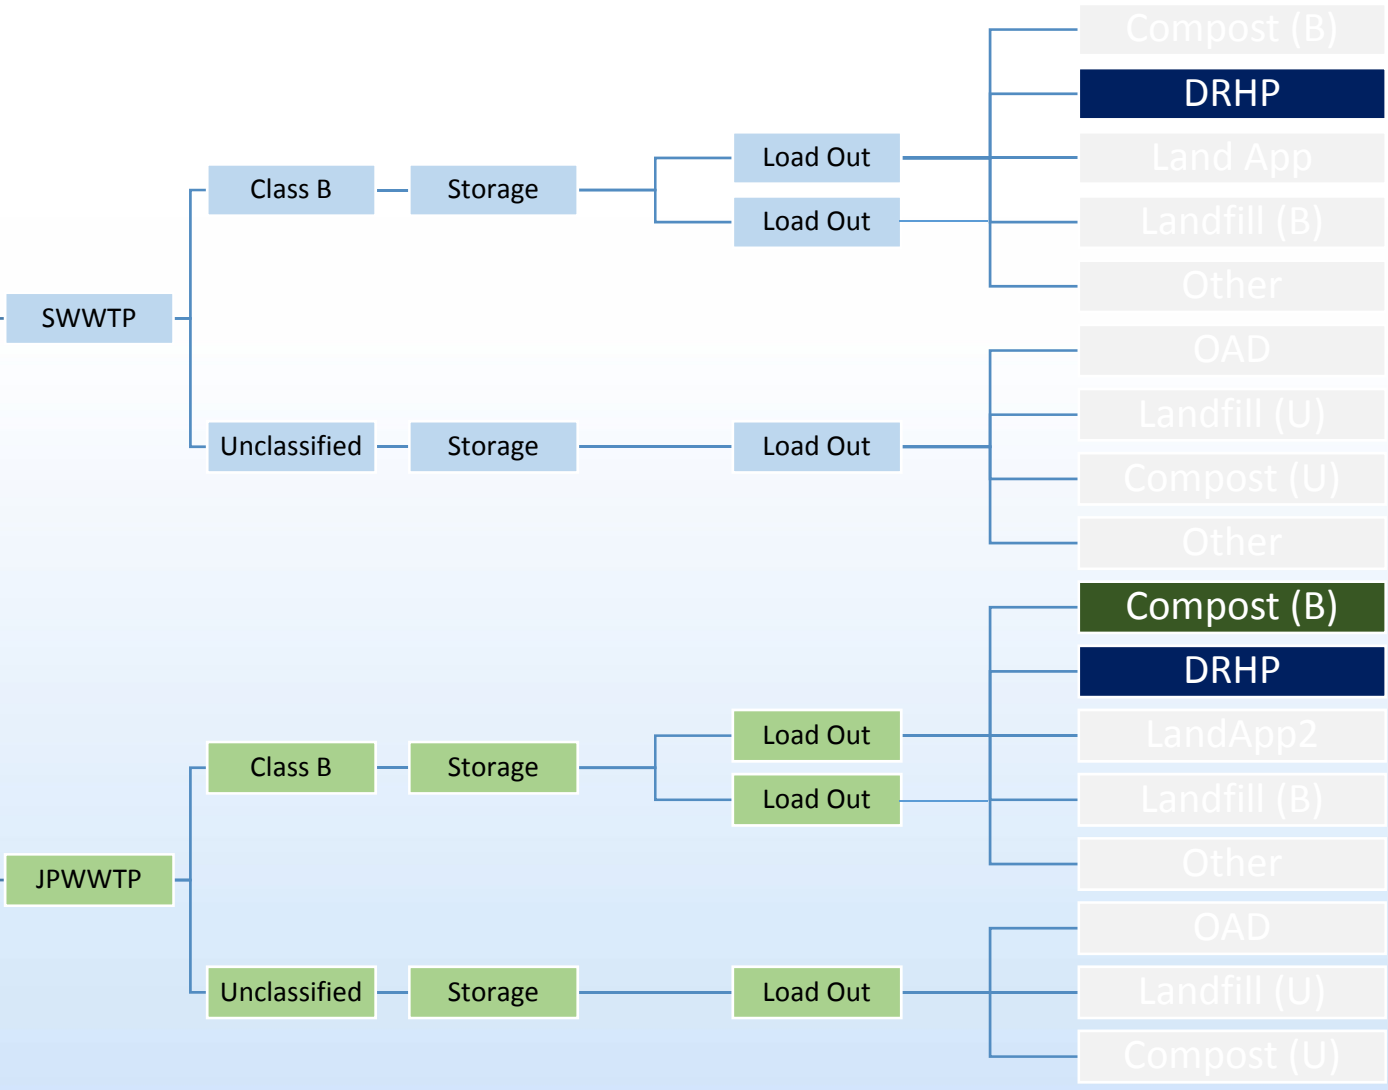 Compost (B)
DRHP
Load Out
Land App
Class B
Storage
Load Out
Landfill (B)
Other
SWWTP
OAD
Landfill (U)
Unclassified
Storage
Load Out
Compost (U)
Other
Compost (B)
DRHP
Load Out
LandApp2
Class B
Storage
Load Out
Landfill (B)
Other
JPWWTP
OAD
Unclassified
Storage
Load Out
Landfill (U)
Compost (U)